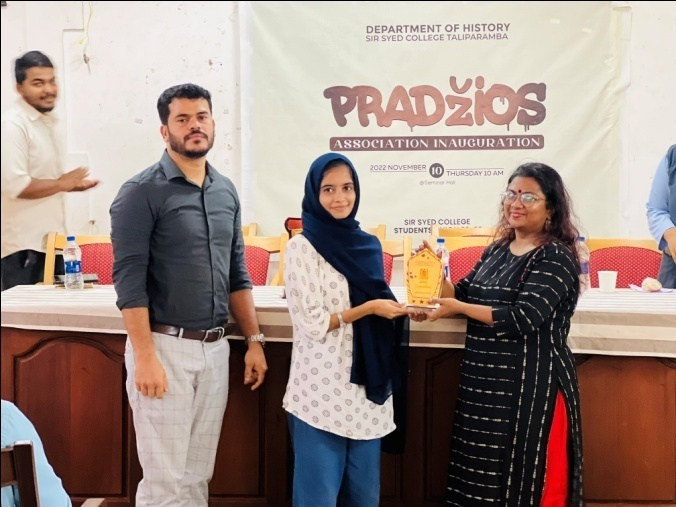 DEPARTMENT OF HISTORY
SIR SYED COLLEGE TALIPARAMBA
PRADŽIOS
ASSOCIATION INAUGURATION
2022 NOVEMBER 10 THURSDAY 10 AM
@Seminar Hall
SIR SYED COLLEGE
STUDENTS